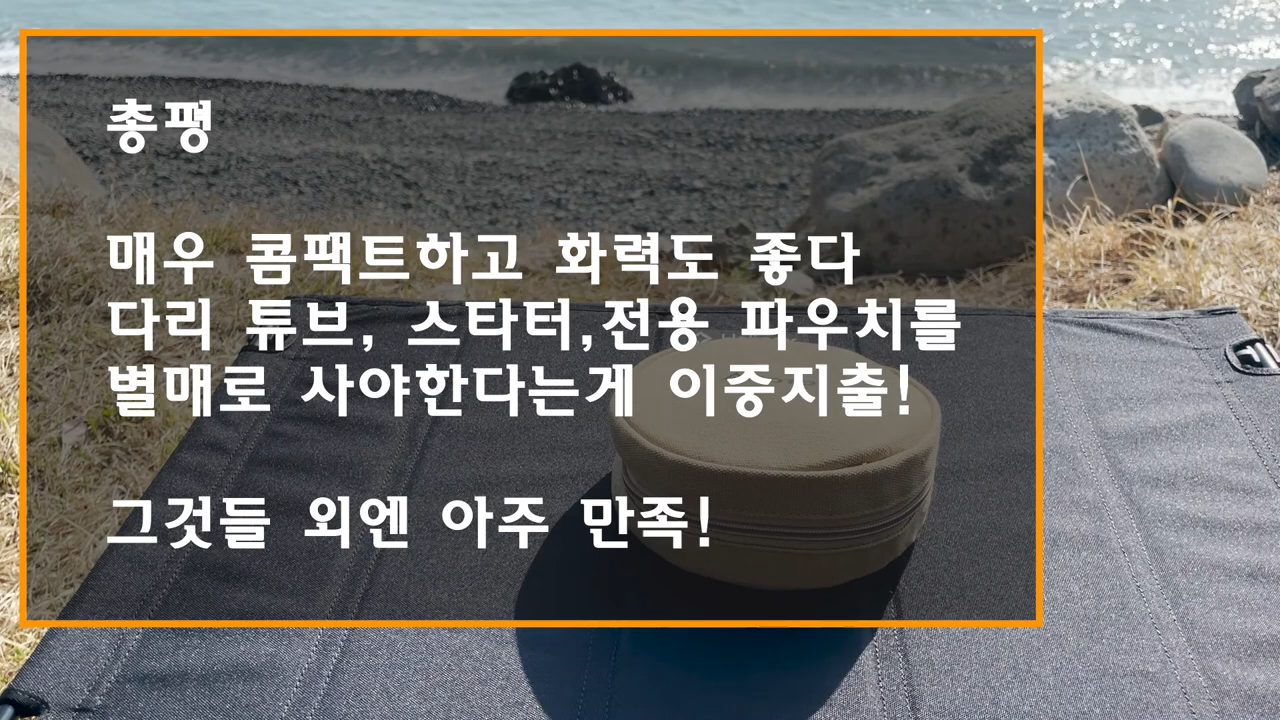 총평
매우 콤팩트하고 화력도 좋다
다리 튜브, 스타터,전용 파우치를
별매로 사야한다는게 이중지출!
그것들 외엔 아주 만족!